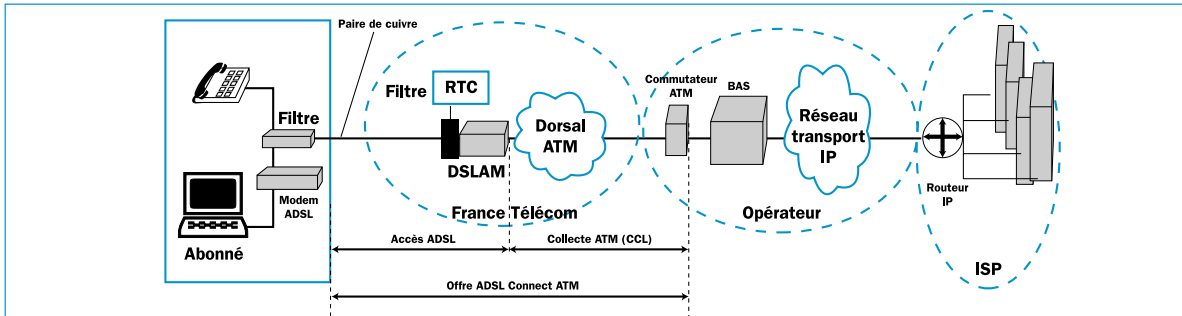 Paire de cuivre
Filtre
RTC
Filtre
Modem
ADSL
Abonné
DSLAM
Dorsal
ATM
France Télécom
Commutateur
ATM
BAS
Réseau
transport
IP
Opérateur
Routeur
IP
ISP
Accès ADSL
Collecte ATM (CCL)
Offre ADSL Connect ATM